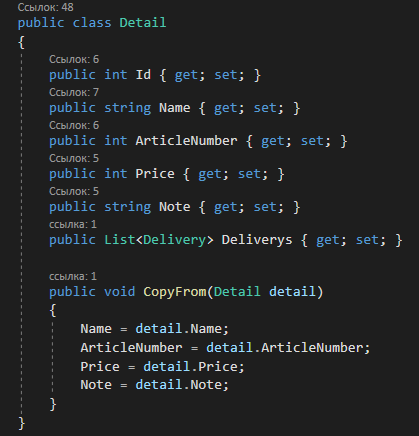 Ссылок: 48
public class Detail
{
Ссылок: 6
public int Id { get; set; }
Ссылок: 7
public string Name { get; set; }
Ссылок: 6
public int ArticleNumber { get; set; }
Ссылок: 5
public int Price { get; set; }
Ссылок: 5
public string Note { get; set; }
ссылка: 1
public List<Delivery> Deliverys { get; set; }
ссылка: 1
public void CopyFrom(Detail detail)
{
Name = detail.Name;
ArticleNumber = detail.ArticleNumber;
Price = detail.Price;
Note = detail.Note;
}
}